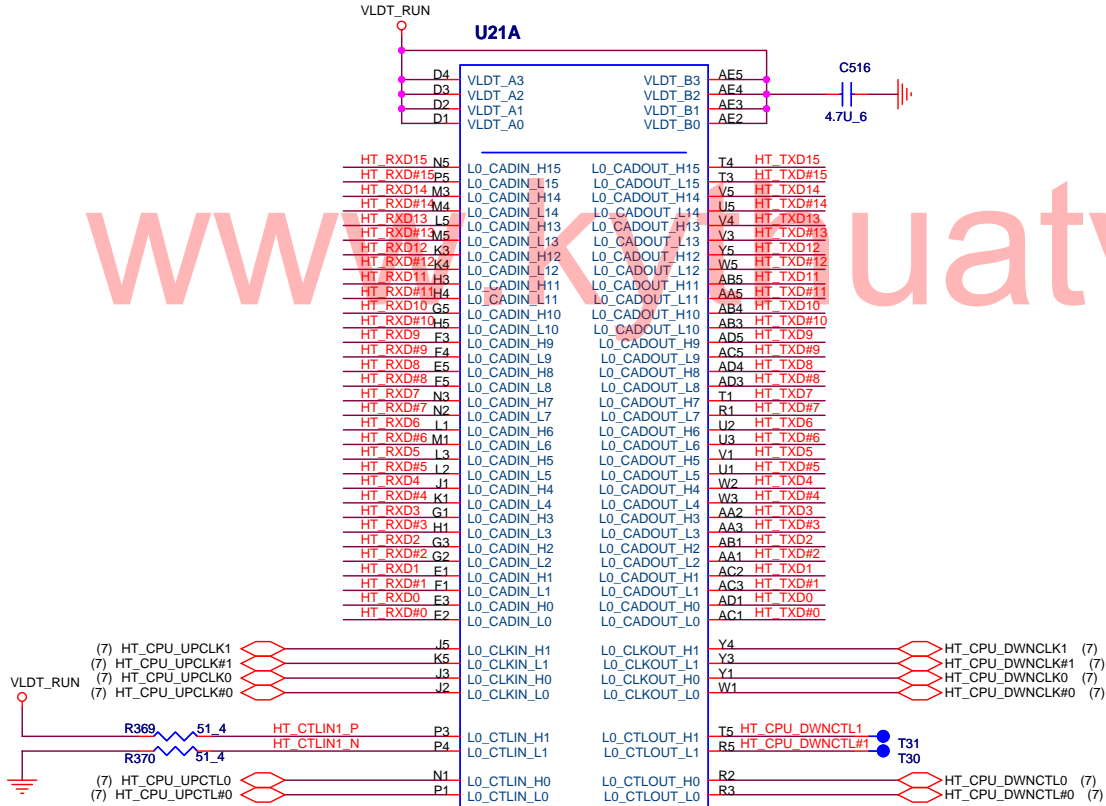 VLDT_RUN
U21A
D4 VLDT_A3 VLDT_B3 AE5
D3 VLDT_A2 VLDT_B2 AE4
D2 VLDT_A1 VLDT_B1 AE3
D1 VLDT_A0 VLDT_B0 AE2
C516
4.7U_6
HT_RXD15 N5 L0_CADIN_H15 L0_CADOUT_H15 T4 HT_TXD15
HT_RXD#15 P5 L0_CADIN_L15 L0_CADOUT_L15 T3 HT_TXD#15
HT_RXD14 M3 L0_CADIN_H14 L0_CADOUT_H14 V5 HT_TXD14
HT_RXD#14 M4 L0_CADIN_L14 L0_CADOUT_L14 U5 HT_TXD#14
HT_RXD13 L5 L0_CADIN_H13 L0_CADOUT_H13 V4 HT_TXD13
HT_RXD#13 M5 L0_CADIN_L13 L0_CADOUT_L13 V3 HT_TXD#13
HT_RXD12 K3 L0_CADIN_H12 L0_CADOUT_H12 Y5 HT_TXD12
HT_RXD#12 K4 L0_CADIN_L12 L0_CADOUT_L12 W5 HT_TXD#12
HT_RXD11 H3 L0_CADIN_H11 L0_CADOUT_H11 AB5 HT_TXD11
HT_RXD#11 H4 L0_CADIN_L11 L0_CADOUT_L11 AA5 HT_TXD#11
HT_RXD10 G5 L0_CADIN_H10 L0_CADOUT_H10 AB4 HT_TXD10
HT_RXD#10 H5 L0_CADIN_L10 L0_CADOUT_L10 AB3 HT_TXD#10
HT_RXD9 F3 L0_CADIN_H9 L0_CADOUT_H9 AD5 HT_TXD9
HT_RXD#9 F4 L0_CADIN_L9 L0_CADOUT_L9 AC5 HT_TXD#9
HT_RXD8 E5 L0_CADIN_H8 L0_CADOUT_H8 AD4 HT_TXD8
HT_RXD#8 F5 L0_CADIN_L8 L0_CADOUT_L8 AD3 HT_TXD#8
HT_RXD7 N3 L0_CADIN_H7 L0_CADOUT_H7 T1 HT_TXD7
HT_RXD#7 N2 L0_CADIN_L7 L0_CADOUT_L7 R1 HT_TXD#7
HT_RXD6 L1 L0_CADIN_H6 L0_CADOUT_H6 U2 HT_TXD6
HT_RXD#6 M1 L0_CADIN_L6 L0_CADOUT_L6 U3 HT_TXD#6
HT_RXD5 L3 L0_CADIN_H5 L0_CADOUT_H5 V1 HT_TXD5
HT_RXD#5 L2 L0_CADIN_L5 L0_CADOUT_L5 U1 HT_TXD#5
HT_RXD4 J1 L0_CADIN_H4 L0_CADOUT_H4 W2 HT_TXD4
HT_RXD#4 K1 L0_CADIN_L4 L0_CADOUT_L4 W3 HT_TXD#4
HT_RXD3 G1 L0_CADIN_H3 L0_CADOUT_H3 AA2 HT_TXD3
HT_RXD#3 H1 L0_CADIN_L3 L0_CADOUT_L3 AA3 HT_TXD#3
HT_RXD2 G3 L0_CADIN_H2 L0_CADOUT_H2 AB1 HT_TXD2
HT_RXD#2 G2 L0_CADIN_L2 L0_CADOUT_L2 AA1 HT_TXD#2
HT_RXD1 E1 L0_CADIN_H1 L0_CADOUT_H1 AC2 HT_TXD1
HT_RXD#1 F1 L0_CADIN_L1 L0_CADOUT_L1 AC3 HT_TXD#1
HT_RXD0 E3 L0_CADIN_H0 L0_CADOUT_H0 AD1 HT_TXD0
HT_RXD#0 E2 L0_CADIN_L0 L0_CADOUT_L0 AC1 HT_TXD#0
www.kythuatv
(7) HT_CPU_UPCLK1 J5 L0_CLKIN_H1 L0_CLKOUT_H1 Y4 HT_CPU_DWNCLK1 (7)
(7) HT_CPU_UPCLK#1 K5 L0_CLKIN_L1 L0_CLKOUT_L1 Y3 HT_CPU_DWNCLK#1 (7)
(7) HT_CPU_UPCLK0 J3 L0_CLKIN_H0 L0_CLKOUT_H0 Y1 HT_CPU_DWNCLK0 (7)
(7) HT_CPU_UPCLK#0 J2 L0_CLKIN_L0 L0_CLKOUT_L0 W1 HT_CPU_DWNCLK#0 (7)
VLDT_RUN
R369 51_4 HT_CTLIN1_P P3 L0_CTLIN_H1 L0_CTLOUT_H1 T5 HT_CPU_DWNCTL1 T31
R370 51_4 HT_CTLIN1_N P4 L0_CTLIN_L1 L0_CTLOUT_L1 R5 HT_CPU_DWNCTL#1 T30
(7) HT_CPU_UPCTL0 N1 L0_CTLIN_H0 L0_CTLOUT_H0 R2 HT_CPU_DWNCTL0 (7)
(7) HT_CPU_UPCTL#0 P1 L0_CTLIN_L0 L0_CTLOUT_L0 R3 HT_CPU_DWNCTL#0 (7)